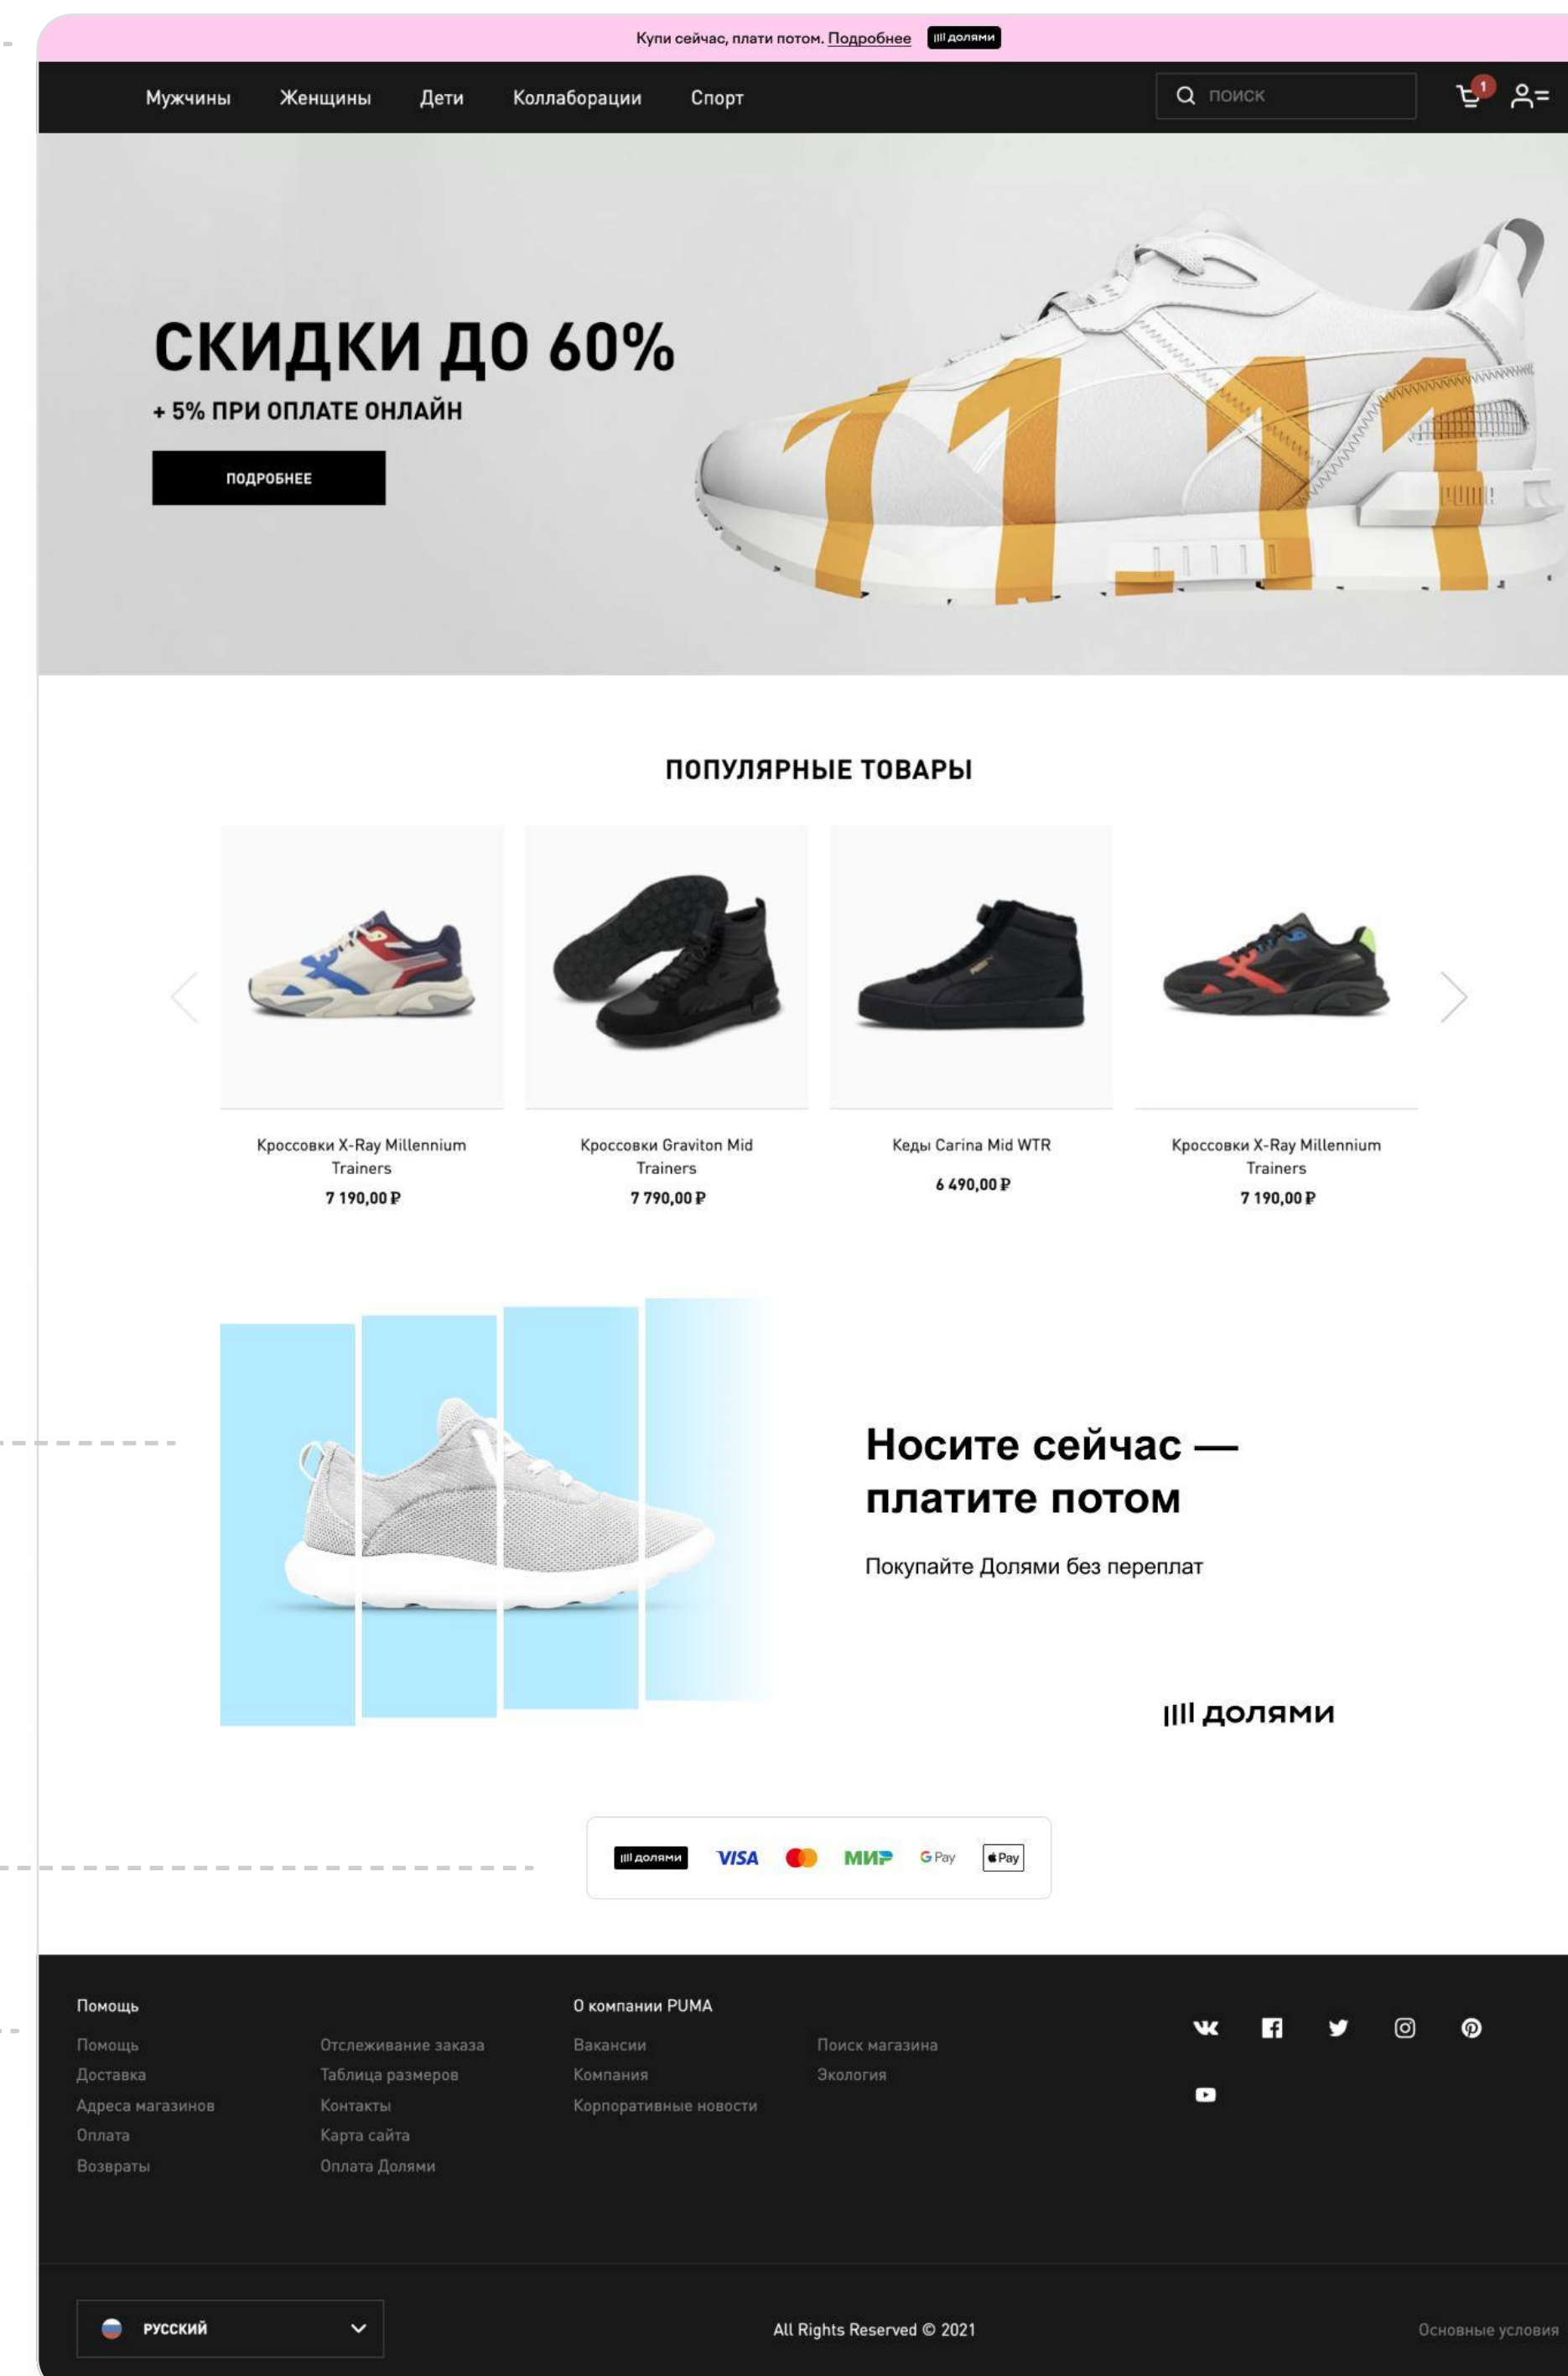 Купи сейчас, плати потом. Подробнее долями
Мужчины Женщины Дети Коллаборации Спорт ПОИСК 1
СКИДКИ ДО 60%
+ 5% ПРИ ОПЛАТЕ ОНЛАЙН
ПОДРОБНЕЕ
11.11
ПОПУЛЯРНЫЕ ТОВАРЫ
Кроссовки X-Ray Millennium
Trainers
7 190,00 ₽
Кроссовки Graviton Mid
Trainers
7 790,00 ₽
Кеды Carina Mid WTR
6 490,00 ₽
Кроссовки X-Ray Millennium
Trainers
7 190,00 ₽
Носите сейчас —
платите потом
Покупайте Долями без переплат
долями
долями VISA МИР G Pay Pay
Помощь
Помощь
Доставка
Адреса магазинов
Оплата
Возвраты
Отслеживание заказа
Таблица размеров
Контакты
Карта сайта
Оплата Долями
О компании PUMA
Вакансии
Компания
Корпоративные новости
Поиск магазина
Экология
РУССКИЙ
All Rights Reserved © 2021
Основные условия